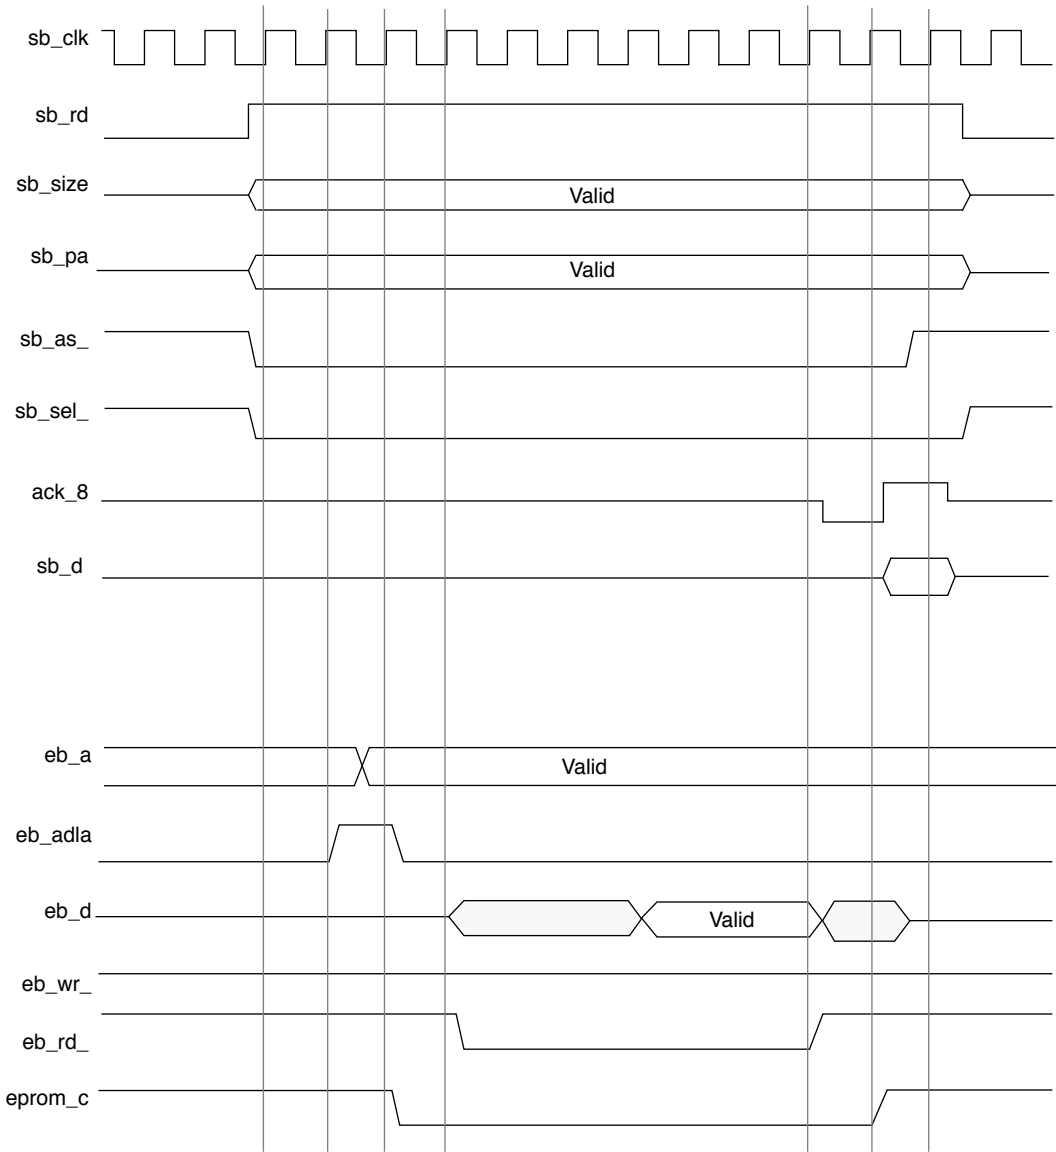 sb_clk
sb_rd
sb_size
Valid
sb_pa
Valid
sb_as_
sb_sel_
ack_8
sb_d
eb_a
Valid
eb_adla
eb_d
Valid
eb_wr_
eb_rd_
eprom_c